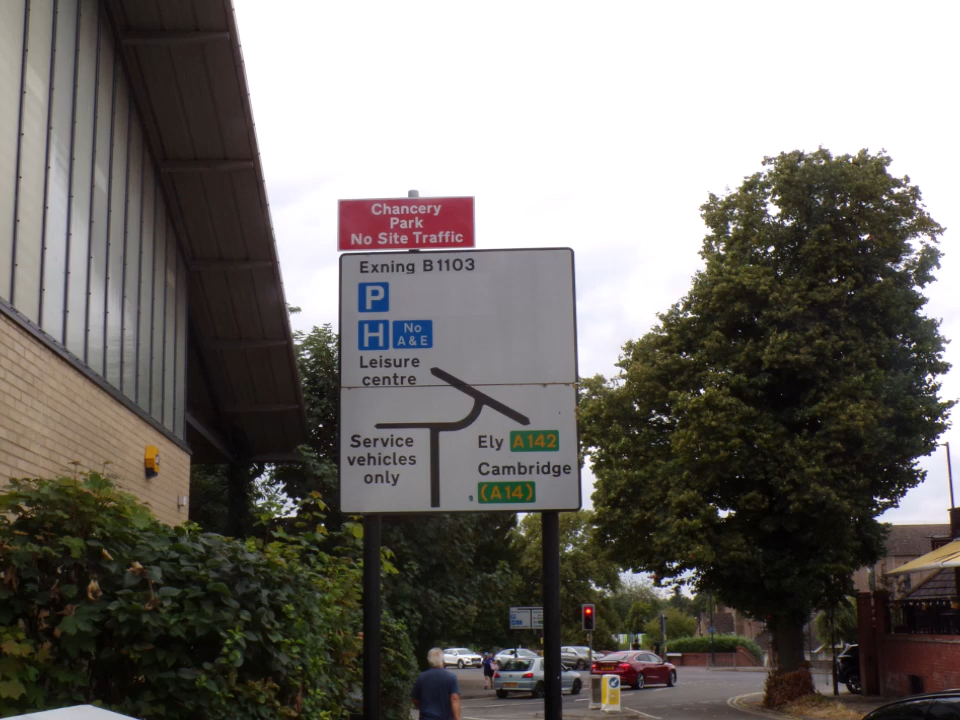 Chancery
Park
No Site Traffic
Exning B1103
P
H No
A & E
Leisure
centre
Service
vehicles
only
Ely A142
Cambridge
(A14)